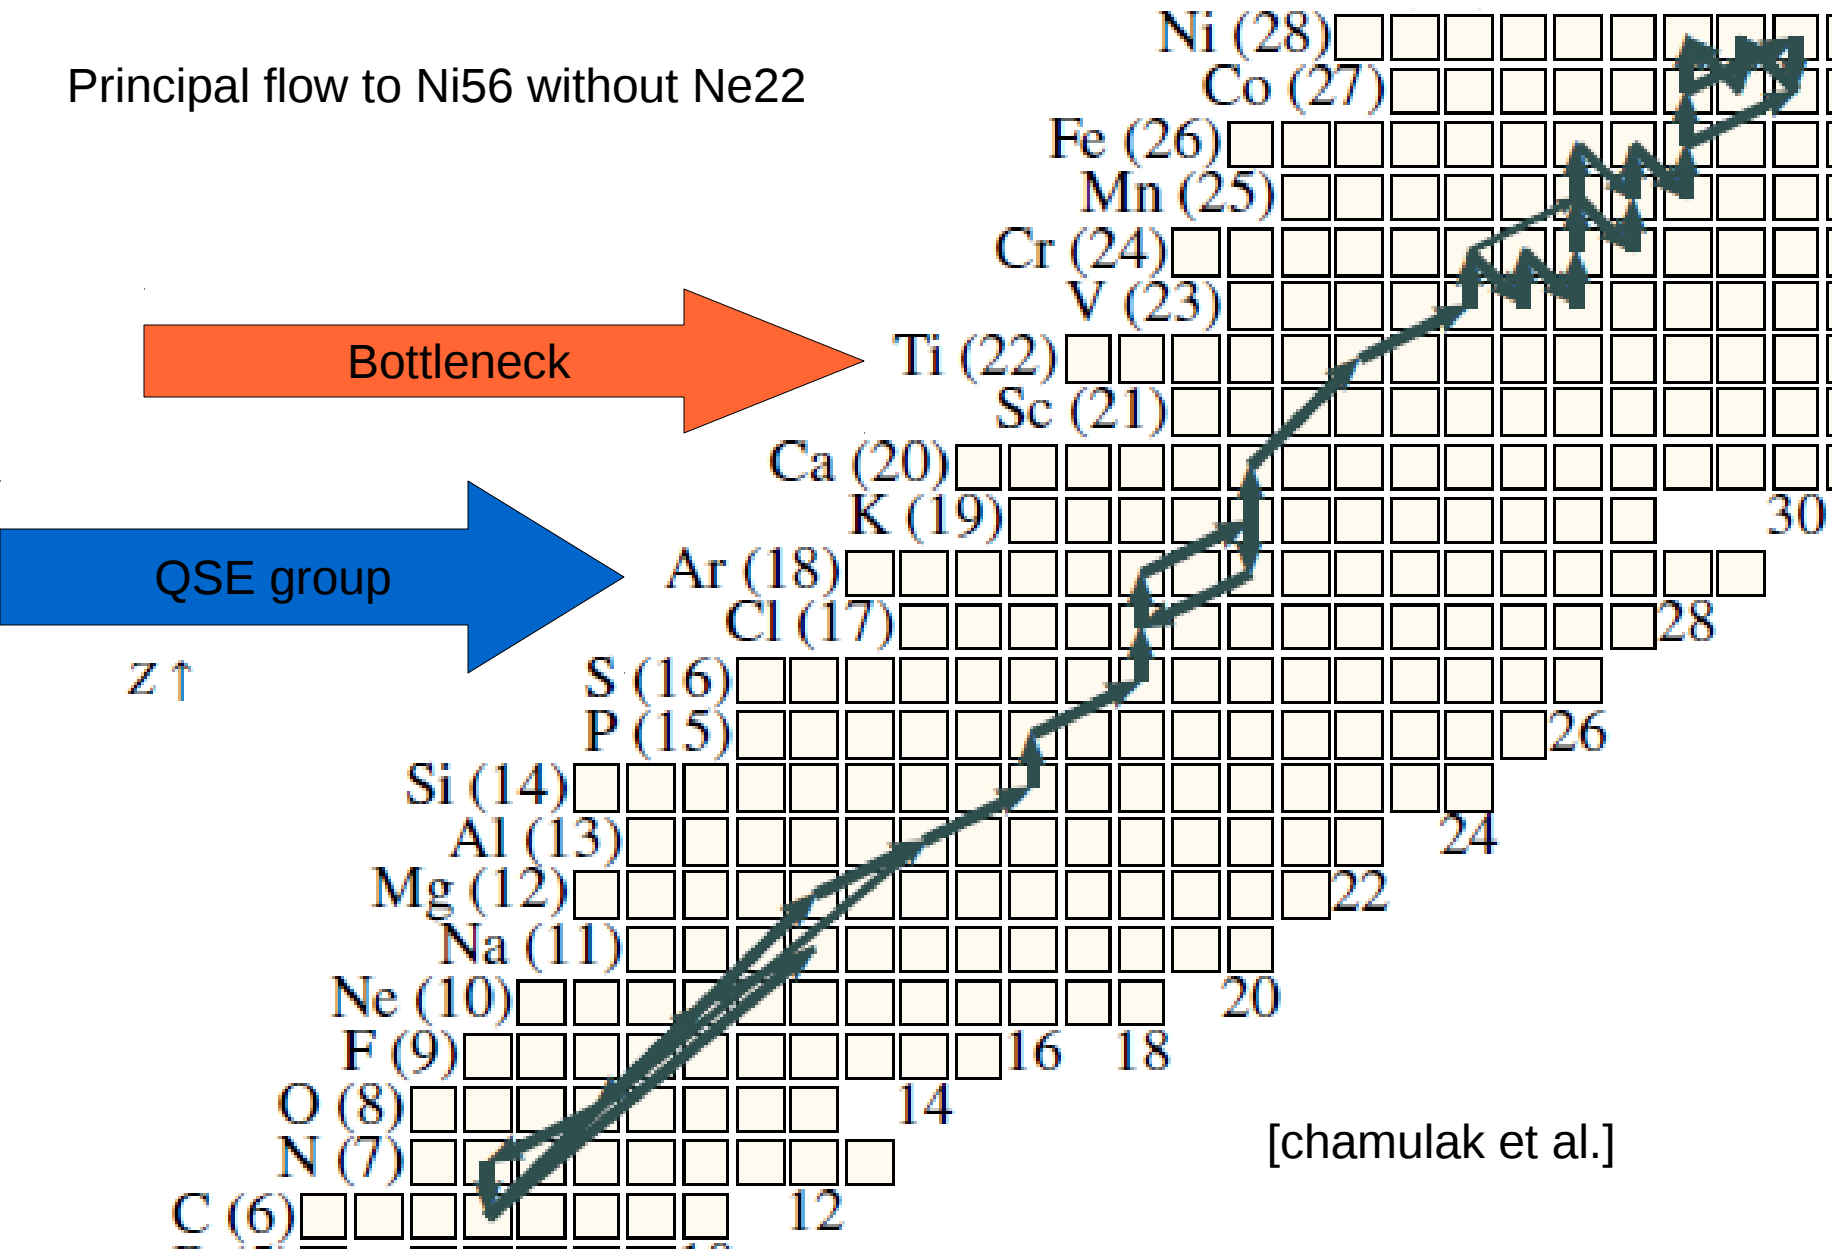 Principal flow to Ni56 without Ne22
Ni (28)
Co (27)
Fe (26)
Mn (25)
Cr (24)
V (23)
Bottleneck
Ti (22)
Sc (21)
Ca (20)
K (19)
30
QSE group
Ar (18)
Cl (17)
28
Z ↑
S (16)
P (15)
26
Si (14)
Al (13)
24
Mg (12)
22
Na (11)
Ne (10)
20
F (9)
16
18
O (8)
14
N (7)
[chamulak et al.]
C (6)
12